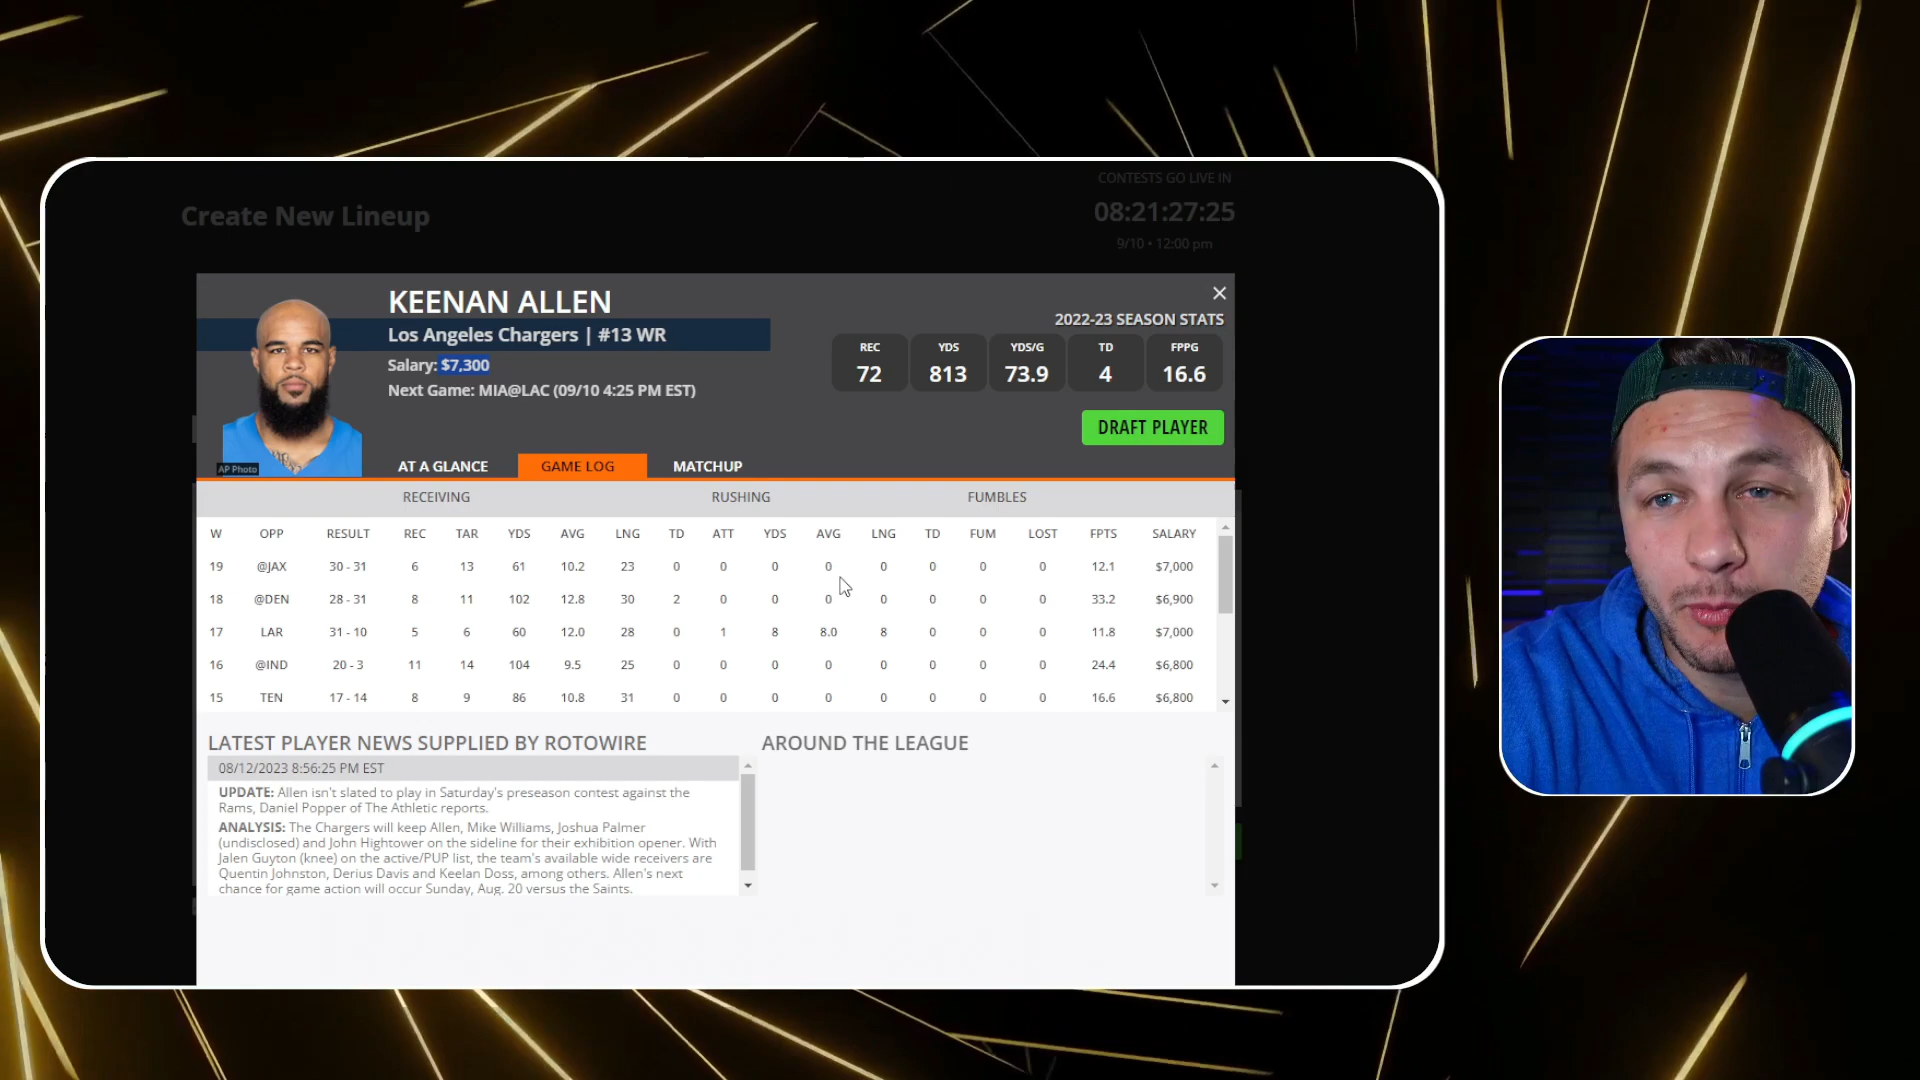 Create New Lineup
CONTESTS GO LIVE IN
08:21:27:25
9/10 • 12:00 pm
KEENAN ALLEN
Los Angeles Chargers | #13 WR
Salary: $7,300
Next Game: MIA@LAC (09/10 4:25 PM EST)
AP Photo
×
2022-23 SEASON STATS
REC YDS YDS/G TD FPPG
72 813 73.9 4 16.6
DRAFT PLAYER
AT A GLANCE GAME LOG MATCHUP
RECEIVING RUSHING FUMBLES
W OPP RESULT REC TAR YDS AVG LNG TD ATT YDS AVG LNG TD FUM LOST FPTS SALARY
19 @JAX 30 - 31 6 13 61 10.2 23 0 0 0 0 0 0 0 0 12.1 $7,000
18 @DEN 28 - 31 8 11 102 12.8 30 2 0 0 0 0 0 0 0 33.2 $6,900
17 LAR 31 - 10 5 6 60 12.0 28 0 1 8 8.0 8 0 0 0 11.8 $7,000
16 @IND 20 - 3 11 14 104 9.5 25 0 0 0 0 0 0 0 0 24.4 $6,800
15 TEN 17 - 14 8 9 86 10.8 31 0 0 0 0 0 0 0 0 16.6 $6,800
LATEST PLAYER NEWS SUPPLIED BY ROTOWIRE
08/12/2023 8:56:25 PM EST
UPDATE: Allen isn't slated to play in Saturday's preseason contest against the
Rams, Daniel Popper of The Athletic reports.
ANALYSIS: The Chargers will keep Allen, Mike Williams, Joshua Palmer
(undisclosed) and John Hightower on the sideline for their exhibition opener. With
Jalen Guyton (knee) on the active/PUP list, the team's available wide receivers are
Quentin Johnston, Derius Davis and Keelan Doss, among others. Allen's next
chance for game action will occur Sunday, Aug. 20 versus the Saints.
AROUND THE LEAGUE